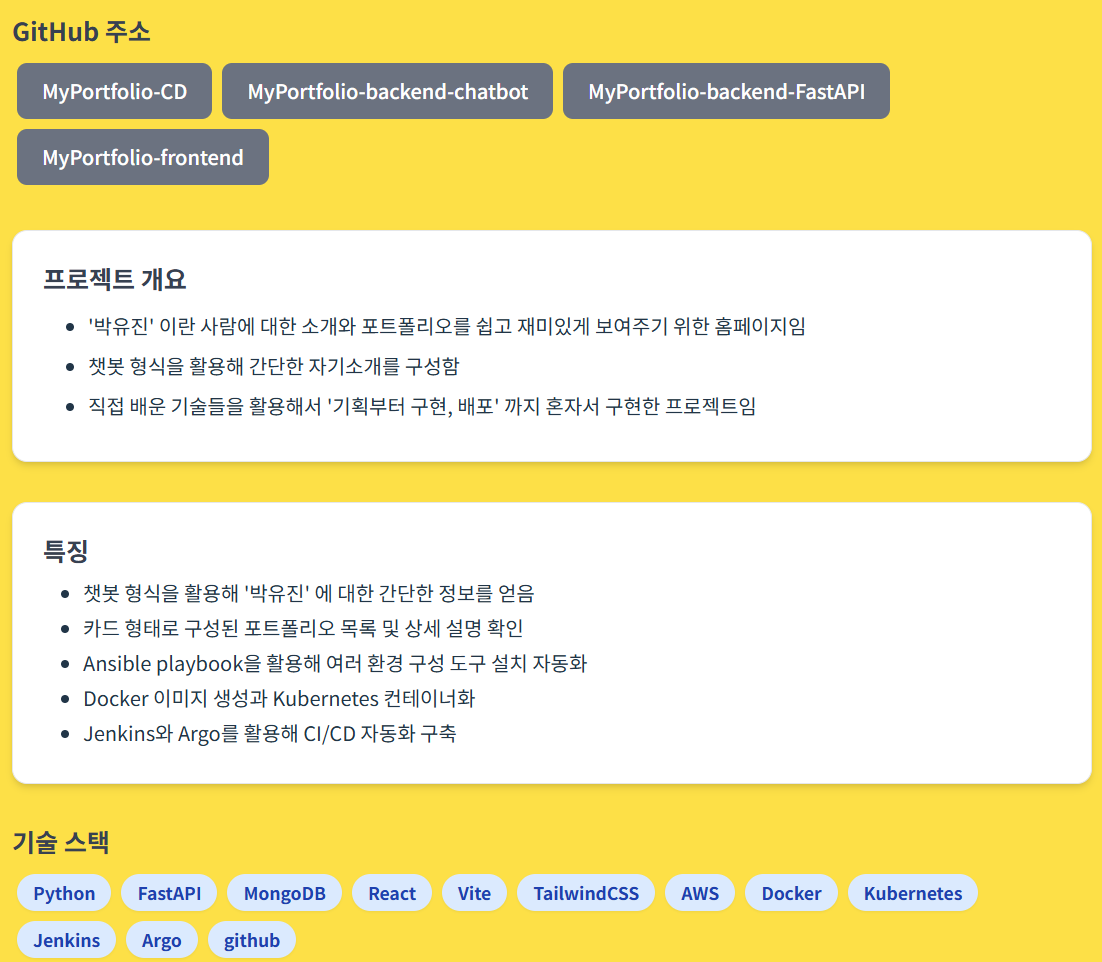 GitHub 주소
MyPortfolio-CD MyPortfolio-backend-chatbot MyPortfolio-backend-FastAPI
MyPortfolio-frontend
프로젝트 개요
'박유진' 이란 사람에 대한 소개와 포트폴리오를 쉽고 재미있게 보여주기 위한 홈페이지임
챗봇 형식을 활용해 간단한 자기소개를 구성함
직접 배운 기술들을 활용해서 '기획부터 구현, 배포' 까지 혼자서 구현한 프로젝트임
특징
챗봇 형식을 활용해 '박유진' 에 대한 간단한 정보를 얻음
카드 형태로 구성된 포트폴리오 목록 및 상세 설명 확인
Ansible playbook을 활용해 여러 환경 구성 도구 설치 자동화
Docker 이미지 생성과 Kubernetes 컨테이너화
Jenkins와 Argo를 활용해 CI/CD 자동화 구축
기술 스택
Python FastAPI MongoDB React Vite TailwindCSS AWS Docker Kubernetes
Jenkins Argo github